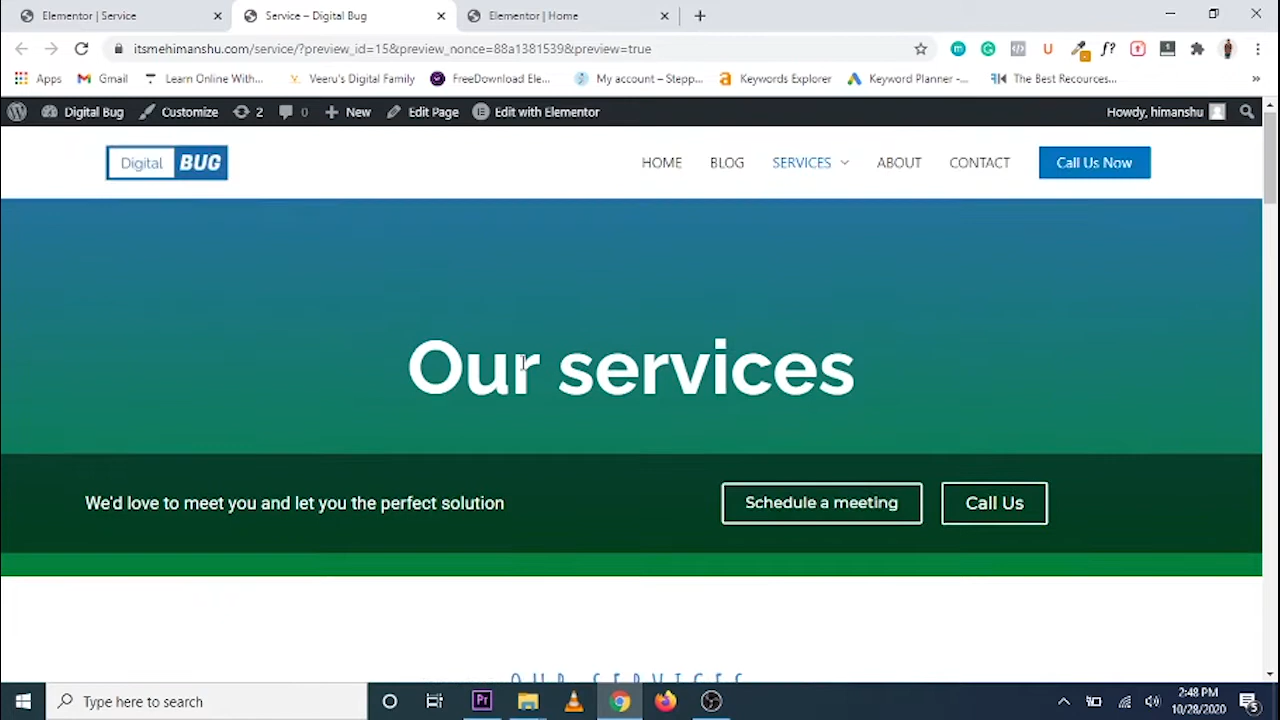 Elementor | Service
Service – Digital Bug
Elementor | Home
itsmehimanshu.com/service/?preview_id=15&preview_nonce=88a1381539&preview=true
Apps
Gmail
Learn Online With...
Veeru's Digital Family
FreeDownload Ele...
My account – Stepp...
Keywords Explorer
Keyword Planner -...
The Best Recources...
Digital Bug
Customize
2
0
New
Edit Page
Edit with Elementor
Howdy, himanshu
Digital BUG
HOME
BLOG
SERVICES
ABOUT
CONTACT
Call Us Now
Our services
We'd love to meet you and let you the perfect solution
Schedule a meeting
Call Us
OUR SERVICES
Type here to search
Pr
2:48 PM
10/28/2020
5